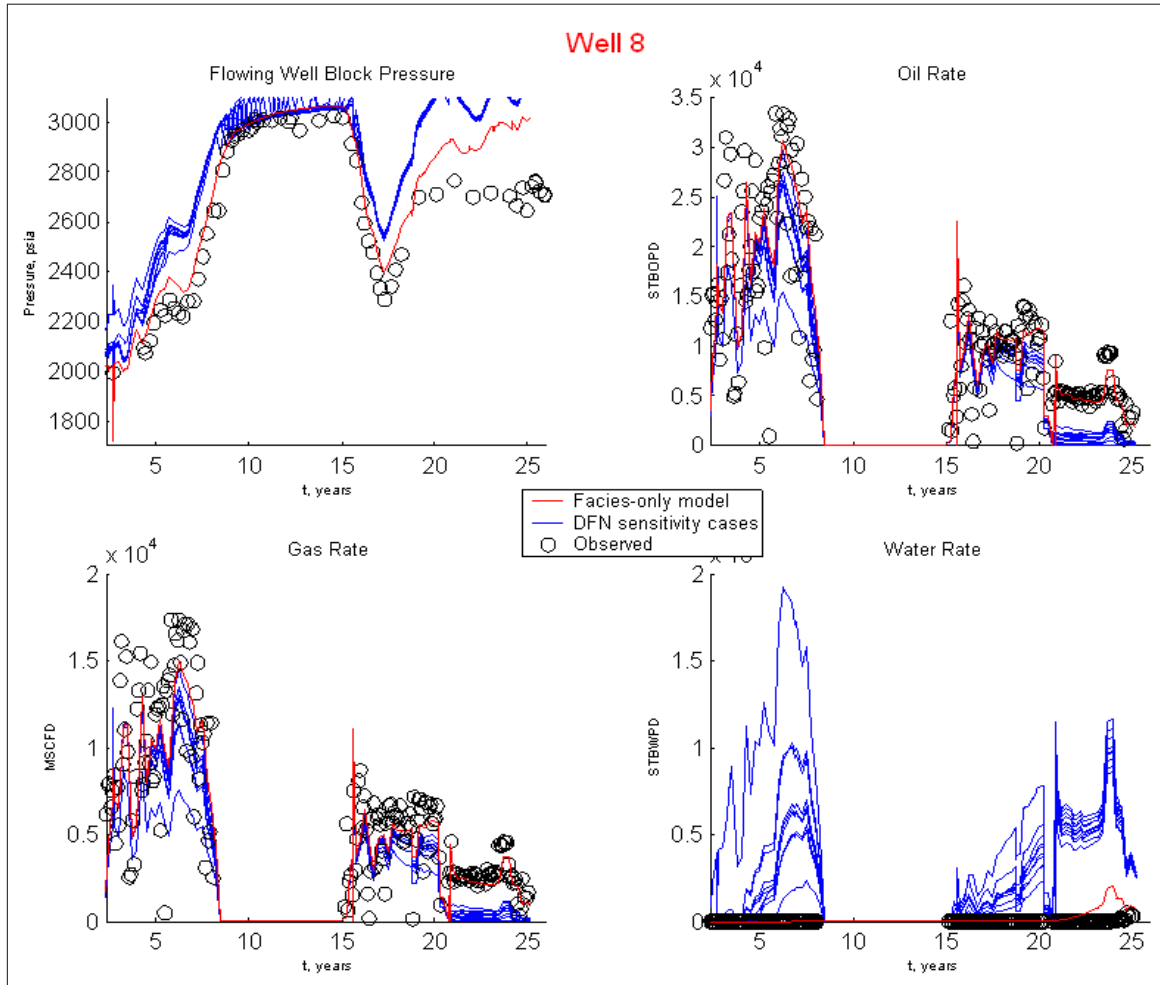 Well 8
Flowing Well Block Pressure
Pressure, psia
3000
2800
2600
2400
2200
2000
1800
5 10 15 20 25
t, years
x 10^4
Oil Rate
STBOPD
3.5
3
2.5
2
1.5
1
0.5
0
5 10 15 20 25
t, years
Facies-only model
DFN sensitivity cases
Observed
x 10^4
Gas Rate
MSCFD
2
1.5
1
0.5
0
5 10 15 20 25
t, years
Water Rate
STBWPD
2
1.5
1
0.5
0
5 10 15 20 25
t, years